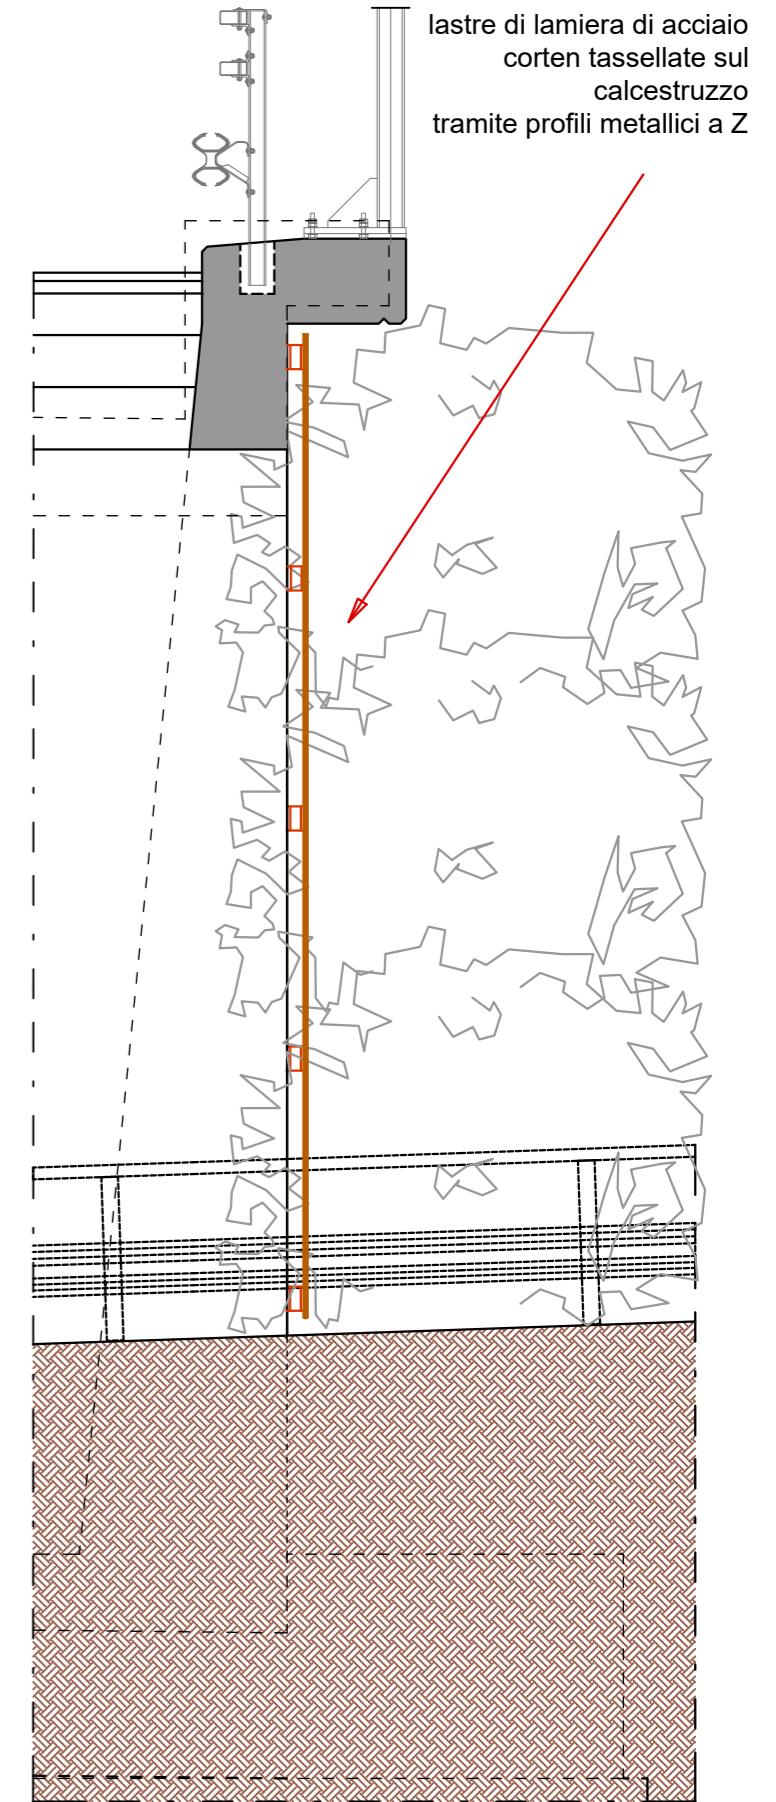 lastre di lamiera di acciaio
corten tassellate sul
calcestruzzo
tramite profili metallici a Z